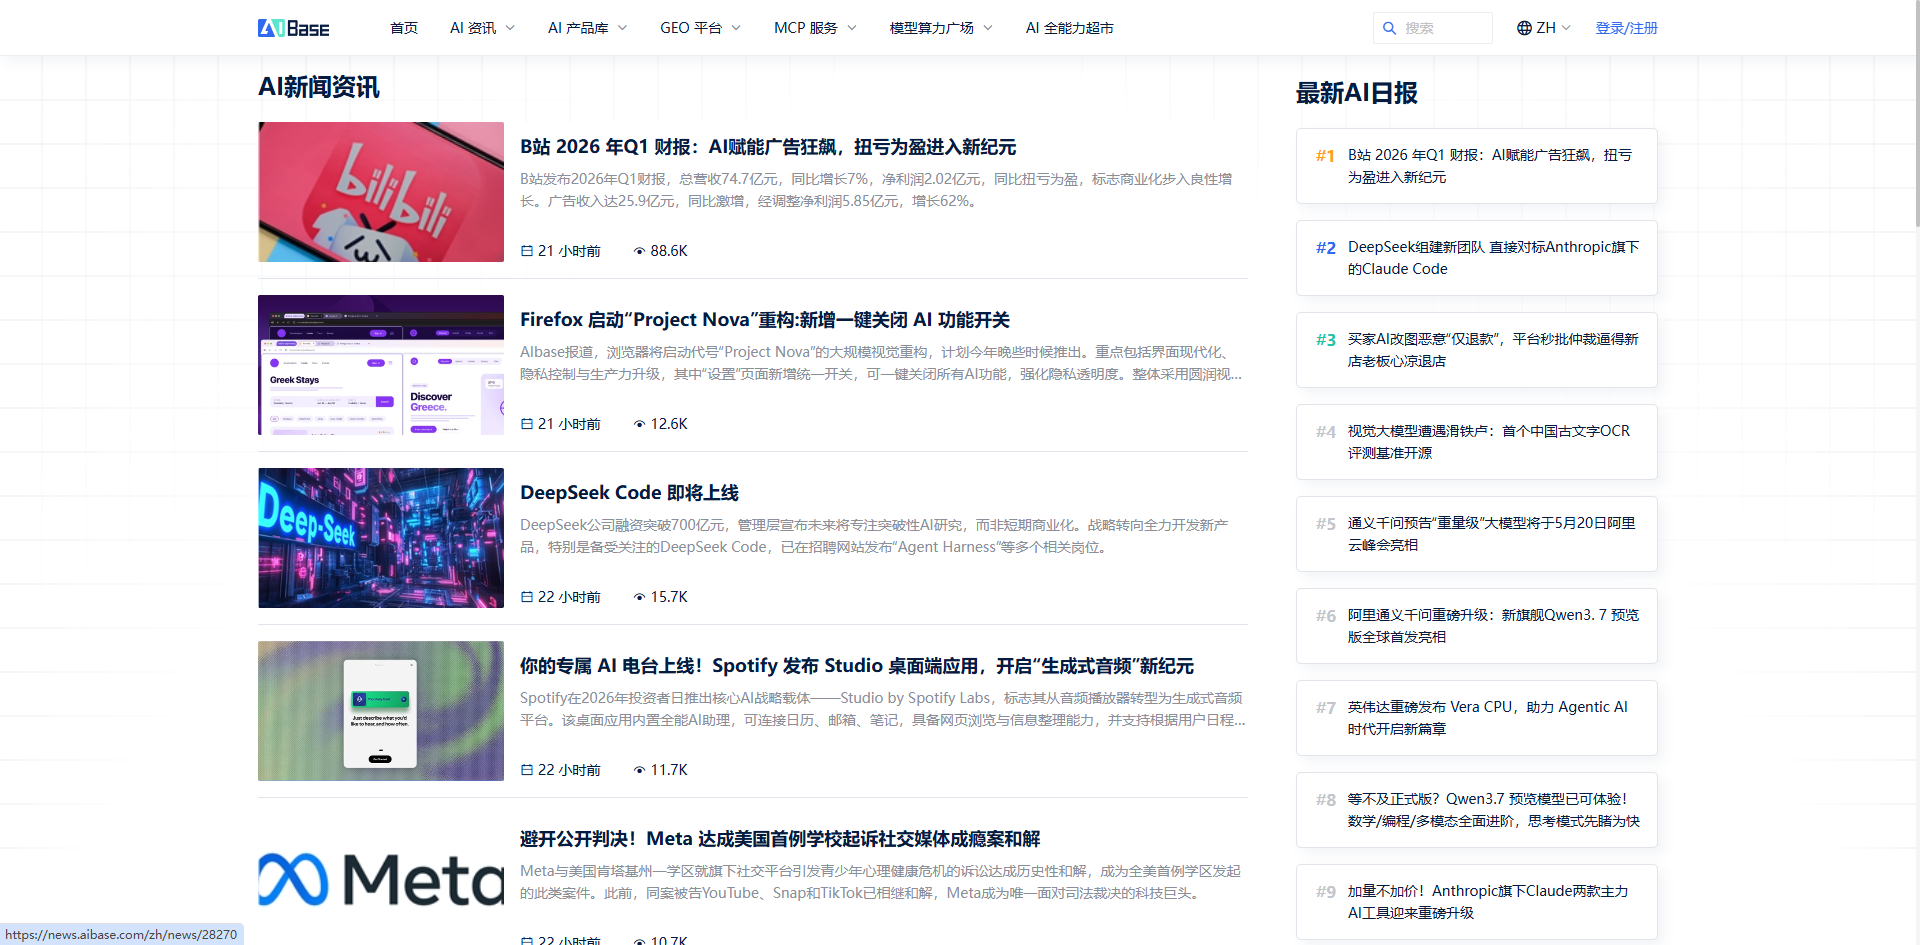 AIBase
首页
AI 资讯
AI 产品库
GEO 平台
MCP 服务
模型算力广场
AI 全能力超市
搜索
ZH
登录/注册
AI新闻资讯
bilibili
B站 2026 年Q1 财报：AI赋能广告狂飙，扭亏为盈进入新纪元
B站发布2026年Q1财报，总营收74.7亿元，同比增长7%，净利润2.02亿元，同比扭亏为盈，标志商业化步入良性增
长。广告收入达25.9亿元，同比激增，经调整净利润5.85亿元，增长62%。
21 小时前
88.6K
Greek Stays
Discover
Greece.
Firefox 启动“Project Nova”重构:新增一键关闭 AI 功能开关
AIbase报道，浏览器将启动代号“Project Nova”的大规模视觉重构，计划今年晚些时候推出。重点包括界面现代化、
隐私控制与生产力升级，其中“设置”页面新增统一开关，可一键关闭所有AI功能，强化隐私透明度。整体采用圆润视...
21 小时前
12.6K
Deep-Seek
DeepSeek Code 即将上线
DeepSeek公司融资突破700亿元，管理层宣布未来将专注突破性AI研究，而非短期商业化。战略转向全力开发新产
品，特别是备受关注的DeepSeek Code，已在招聘网站发布“Agent Harness”等多个相关岗位。
22 小时前
15.7K
Just describe what you'd
like to hear, and how often.
你的专属 AI 电台上线！Spotify 发布 Studio 桌面端应用，开启“生成式音频”新纪元
Spotify在2026年投资者日推出核心AI战略载体——Studio by Spotify Labs，标志其从音频播放器转型为生成式音频
平台。该桌面应用内置全能AI助理，可连接日历、邮箱、笔记，具备网页浏览与信息整理能力，并支持根据用户日程...
22 小时前
11.7K
Meta
避开公开判决！Meta 达成美国首例学校起诉社交媒体成瘾案和解
Meta与美国肯塔基州一学区就旗下社交平台引发青少年心理健康危机的诉讼达成历史性和解，成为全美首例学区发起
的此类案件。此前，同案被告YouTube、Snap和TikTok已相继和解，Meta成为唯一面对司法裁决的科技巨头。
22 小时前
10.7K
最新AI日报
#1 B站 2026 年Q1 财报：AI赋能广告狂飙，扭亏
为盈进入新纪元
#2 DeepSeek组建新团队 直接对标Anthropic旗下
的Claude Code
#3 买家AI改图恶意“仅退款”，平台秒批仲裁逼得新
店老板心凉退店
#4 视觉大模型遭遇滑铁卢：首个中国古文字OCR
评测基准开源
#5 通义千问预告“重量级”大模型将于5月20日阿里
云峰会亮相
#6 阿里通义千问重磅升级：新旗舰Qwen3. 7 预览
版全球首发亮相
#7 英伟达重磅发布 Vera CPU，助力 Agentic AI
时代开启新篇章
#8 等不及正式版？Qwen3.7 预览模型已可体验！
数学/编程/多模态全面进阶，思考模式先睹为快
#9 加量不加价！Anthropic旗下Claude两款主力
AI工具迎来重磅升级
https://news.aibase.com/zh/news/28270